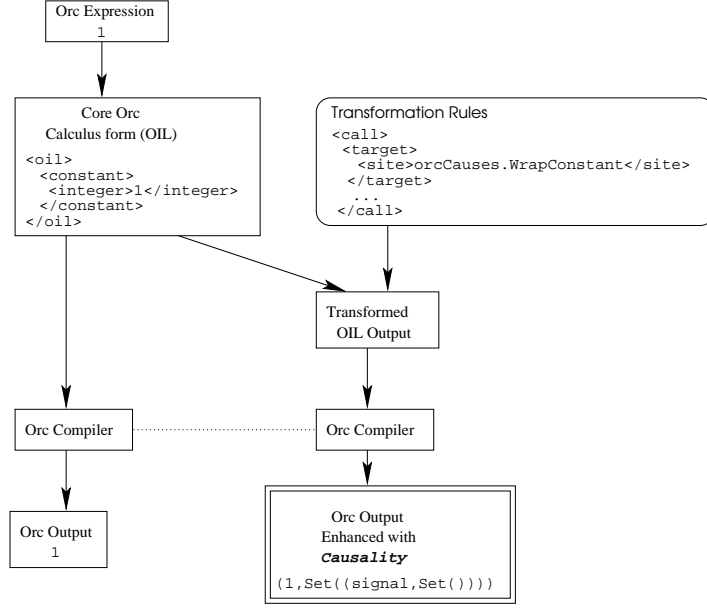 Orc Expression
1
Core Orc
Calculus form (OIL)
<oil>
<constant>
<integer>1</integer>
</constant>
</oil>
Transformation Rules
<call>
<target>
<site>orcCauses.WrapConstant</site>
</target>
...
</call>
Transformed
OIL Output
Orc Compiler
Orc Compiler
Orc Output
1
Orc Output
Enhanced with
Causality
(1,Set((signal,Set())))